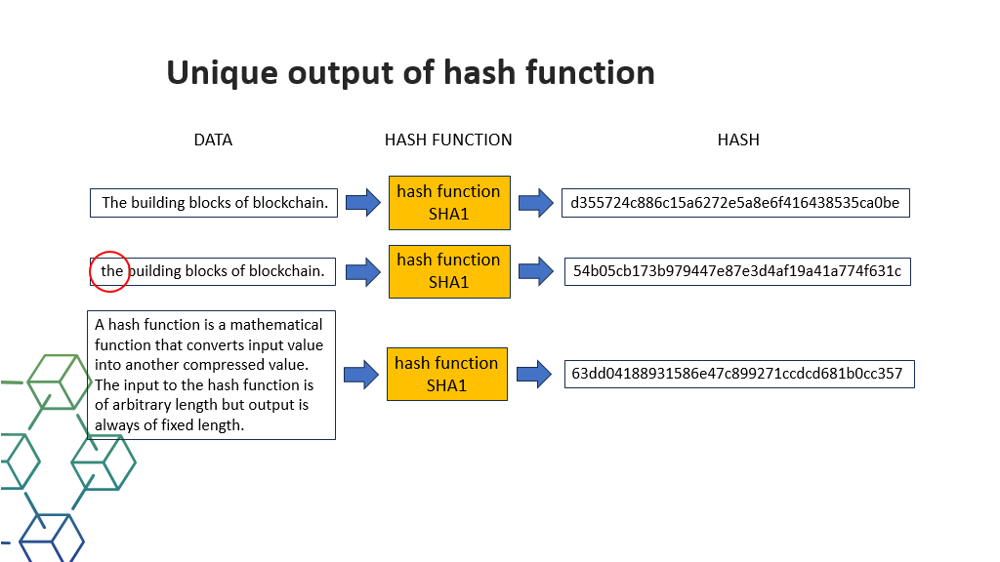 Unique output of hash function
DATA
HASH FUNCTION
HASH
The building blocks of blockchain.
hash function
SHA1
d355724c886c15a6272e5a8e6f416438535ca0be
the building blocks of blockchain.
hash function
SHA1
54b05cb173b979447e87e3d4af19a41a774f631c
A hash function is a mathematical
function that converts input value
into another compressed value.
The input to the hash function is
of arbitrary length but output is
always of fixed length.
hash function
SHA1
63dd04188931586e47c899271ccdcd681b0cc357